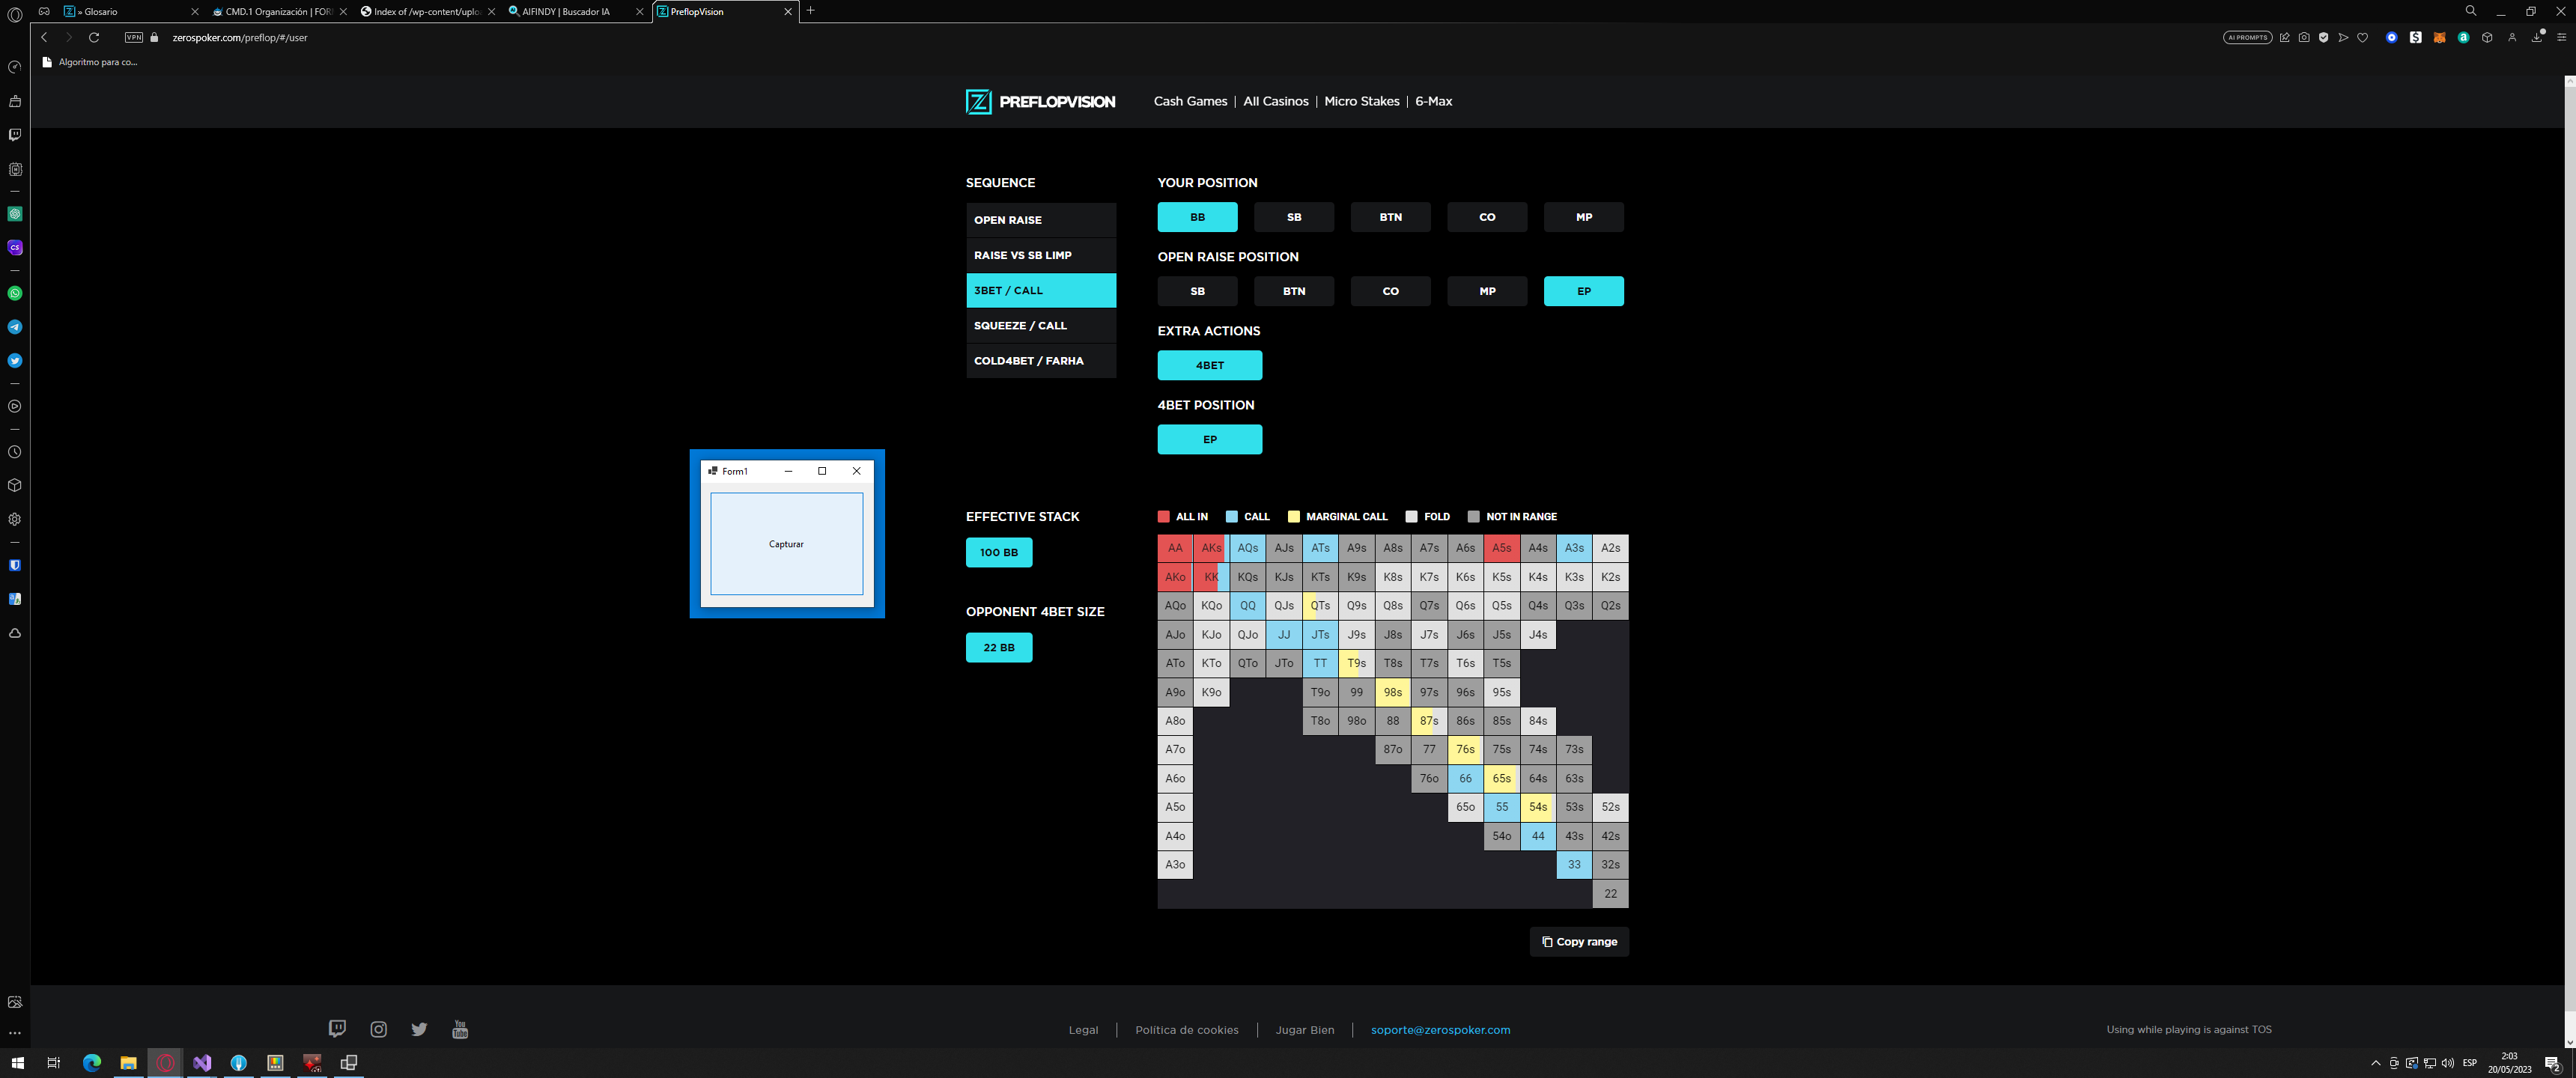 » Glosario
CMD.1 Organización | FOR
Index of /wp-content/uplo
AIFINDY | Buscador IA
PreflopVision
VPN
zerospoker.com/preflop/#/user
AI PROMPTS
Algoritmo para co...
PREFLOPVISION
Cash Games | All Casinos | Micro Stakes | 6-Max
SEQUENCE
OPEN RAISE
RAISE VS SB LIMP
3BET / CALL
SQUEEZE / CALL
COLD4BET / FARHA
YOUR POSITION
BB SB BTN CO MP
OPEN RAISE POSITION
SB BTN CO MP EP
EXTRA ACTIONS
4BET
4BET POSITION
EP
Form1
Capturar
EFFECTIVE STACK
100 BB
OPPONENT 4BET SIZE
22 BB
ALL IN CALL MARGINAL CALL FOLD NOT IN RANGE
AA AKs AQs AJs ATs A9s A8s A7s A6s A5s A4s A3s A2s
AKo KK KQs KJs KTs K9s K8s K7s K6s K5s K4s K3s K2s
AQo KQo QQ QJs QTs Q9s Q8s Q7s Q6s Q5s Q4s Q3s Q2s
AJo KJo QJo JJ JTs J9s J8s J7s J6s J5s J4s
ATo KTo QTo JTo TT T9s T8s T7s T6s T5s
A9o K9o T9o 99 98s 97s 96s 95s
A8o T8o 98o 88 87s 86s 85s 84s
A7o 87o 77 76s 75s 74s 73s
A6o 76o 66 65s 64s 63s
A5o 65o 55 54s 53s 52s
A4o 54o 44 43s 42s
A3o 33 32s
22
Copy range
Legal | Política de cookies | Jugar Bien | soporte@zerospoker.com
Using while playing is against TOS
ESP
2:03
20/05/2023
2